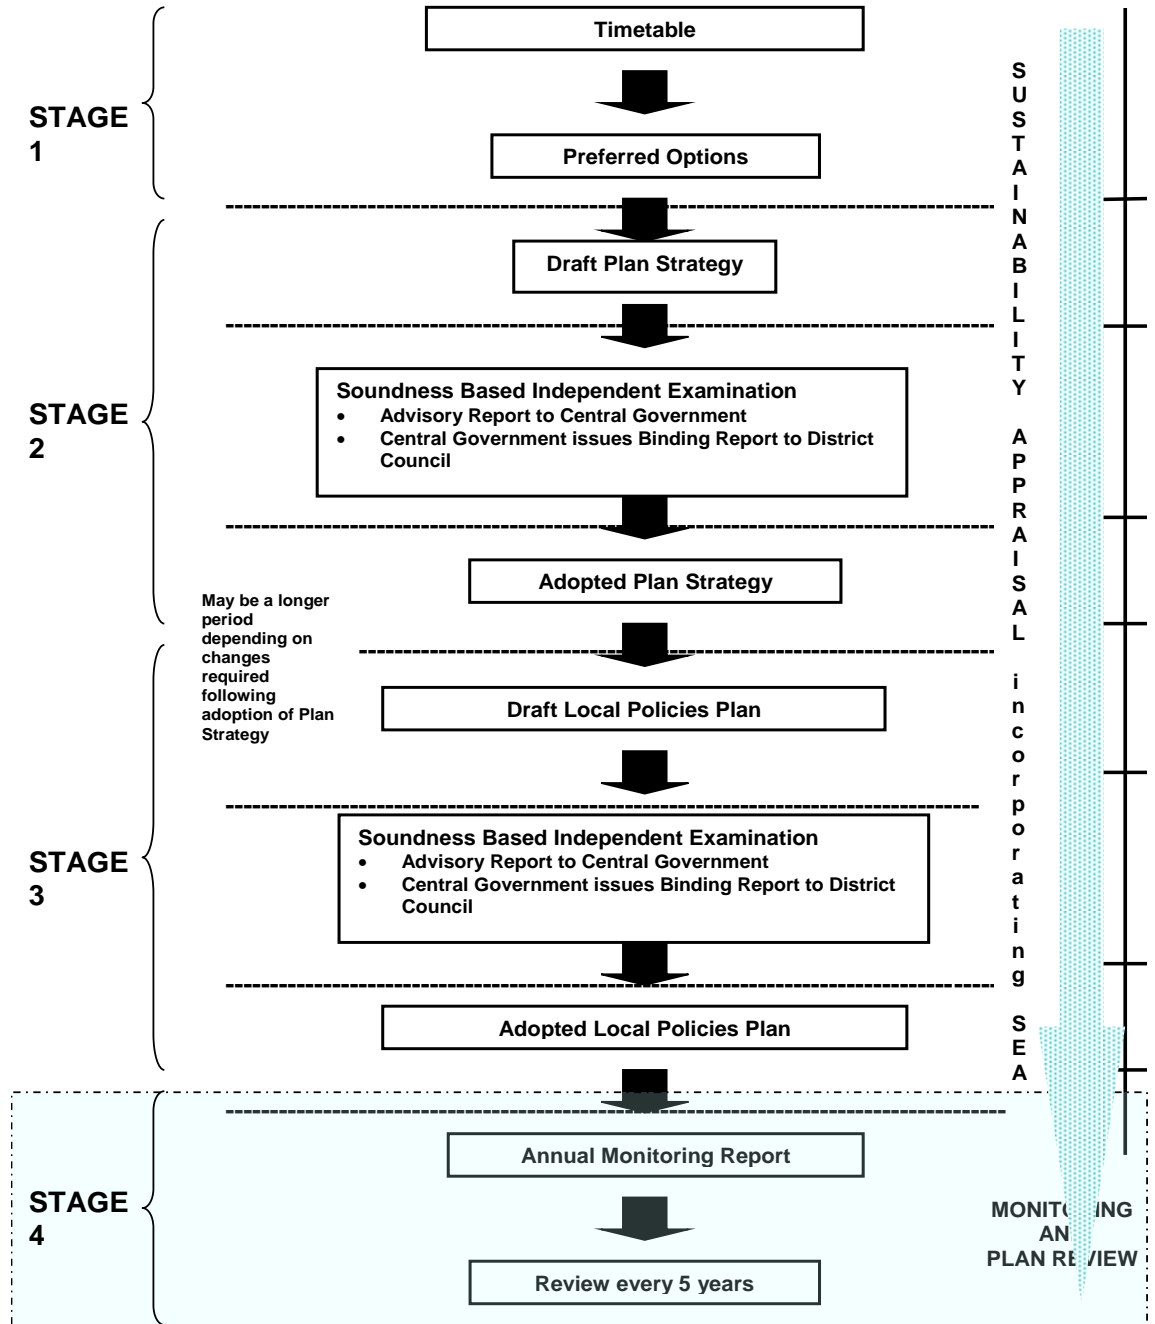 Timetable
STAGE
1
Preferred Options
Draft Plan Strategy
STAGE
2
Soundness Based Independent Examination
• Advisory Report to Central Government
• Central Government issues Binding Report to District
Council
Adopted Plan Strategy
May be a longer
period
depending on
changes
required
following
adoption of Plan
Strategy
Draft Local Policies Plan
STAGE
3
Soundness Based Independent Examination
• Advisory Report to Central Government
• Central Government issues Binding Report to District
Council
Adopted Local Policies Plan
SUSTAINABILITY APPRAISAL incorporating SEA
STAGE
4
Annual Monitoring Report
Review every 5 years
MONITORING
AND
PLAN REVIEW